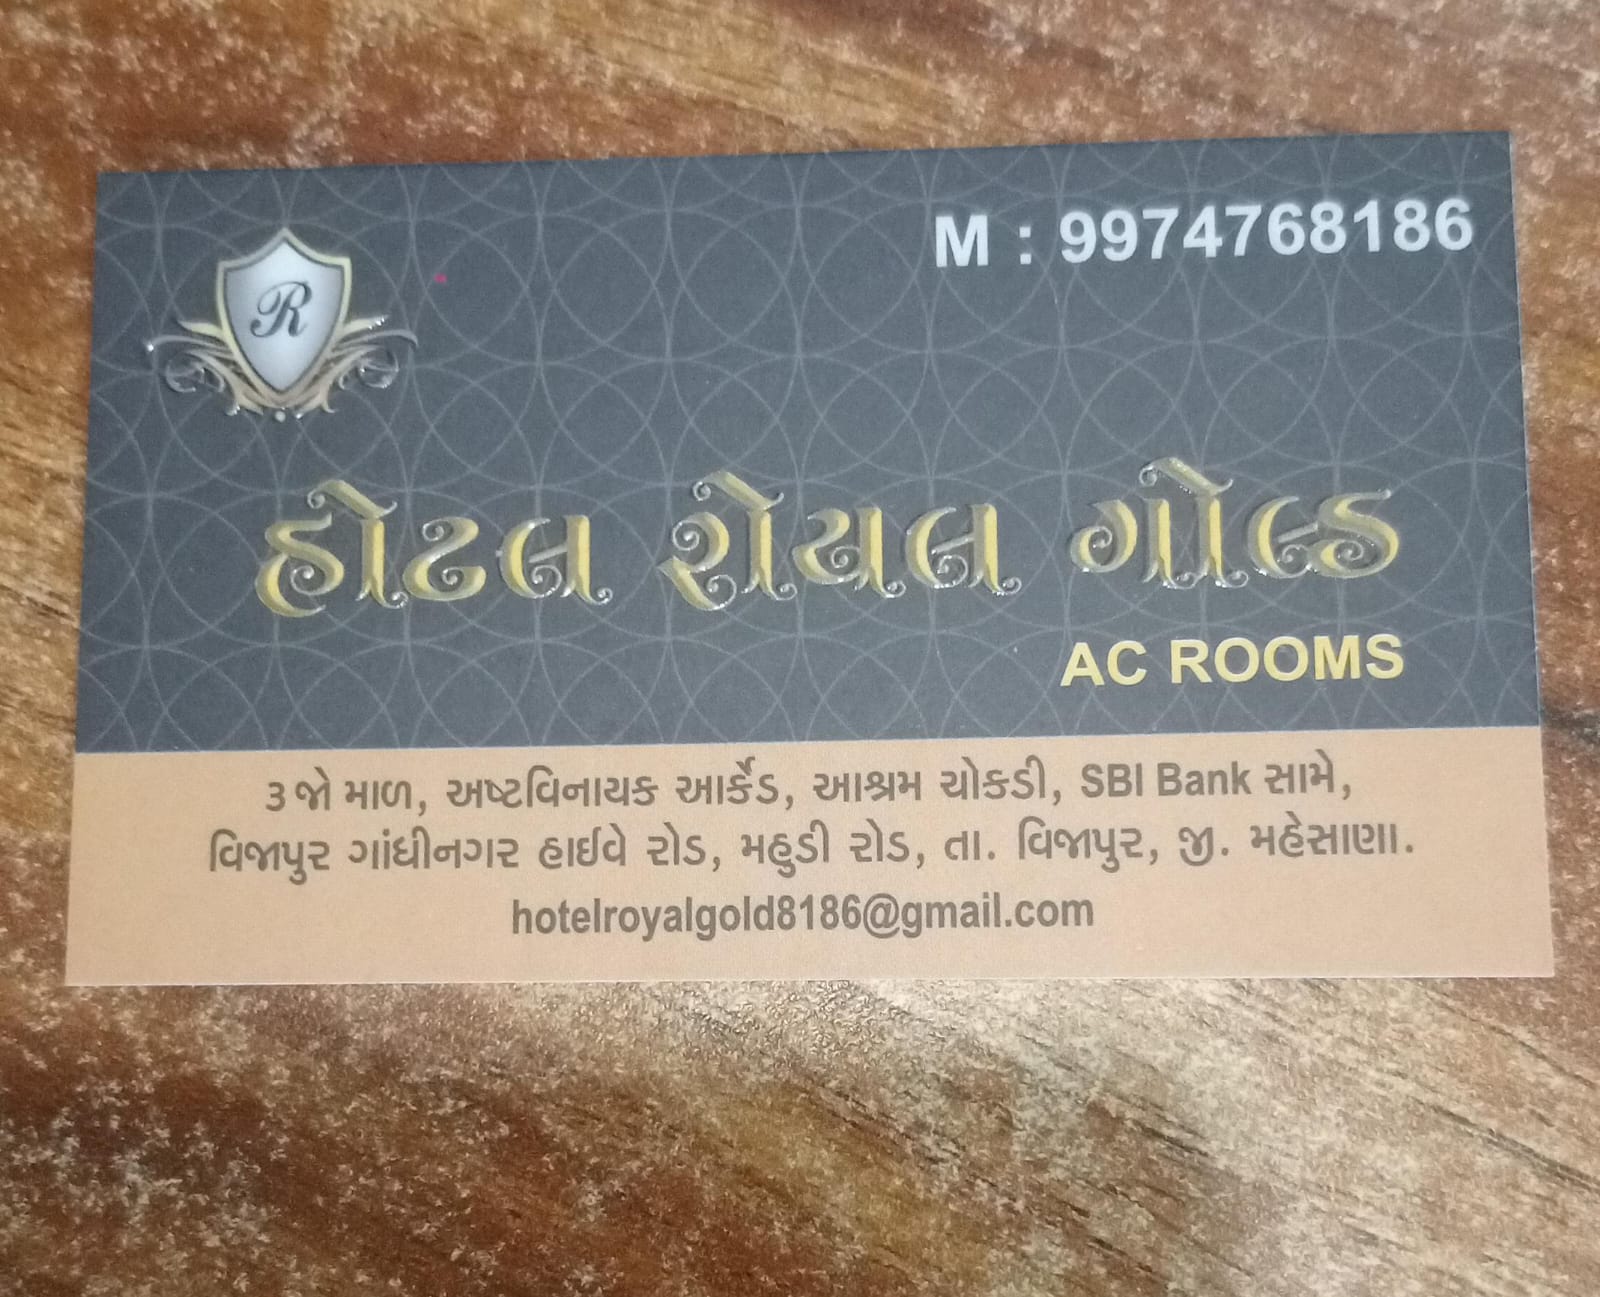 M : 9974768186
R
હોટલ રોયલ ગોલ્ડ
AC ROOMS
૩ જો માળ, અષ્ટવિનાયક આર્કેડ, આશ્રમ ચોકડી, SBI Bank સામે,
વિજાપુર ગાંધીનગર હાઈવે રોડ, મહુડી રોડ, તા. વિજાપુર, જી. મહેસાણા.
hotelroyalgold8186@gmail.com